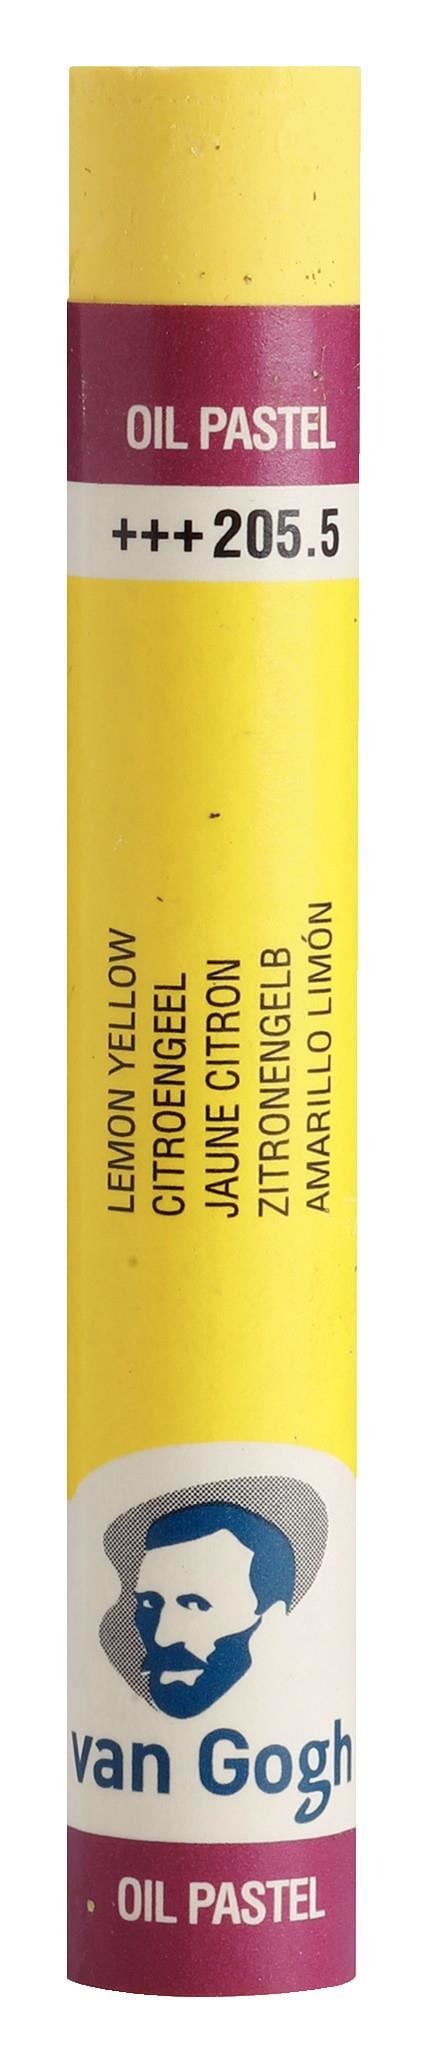 OIL PASTEL
+++205.5
LEMON YELLOW
CITROENGEEL
JAUNE CITRON
ZITRONENGELB
AMARILLO LIMÓN
van Gogh
OIL PASTEL